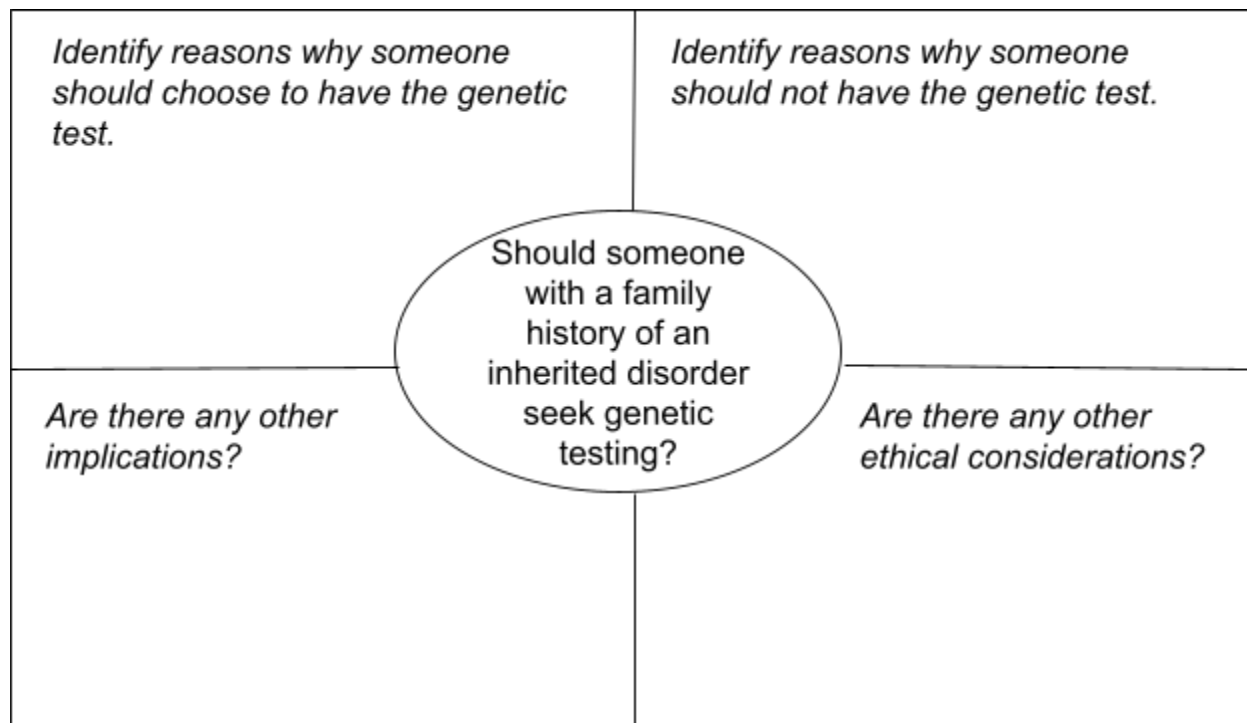 Identify reasons why someone
should choose to have the genetic
test.
Identify reasons why someone
should not have the genetic test.
Should someone
with a family
history of an
inherited disorder
seek genetic
testing?
Are there any other
implications?
Are there any other
ethical considerations?